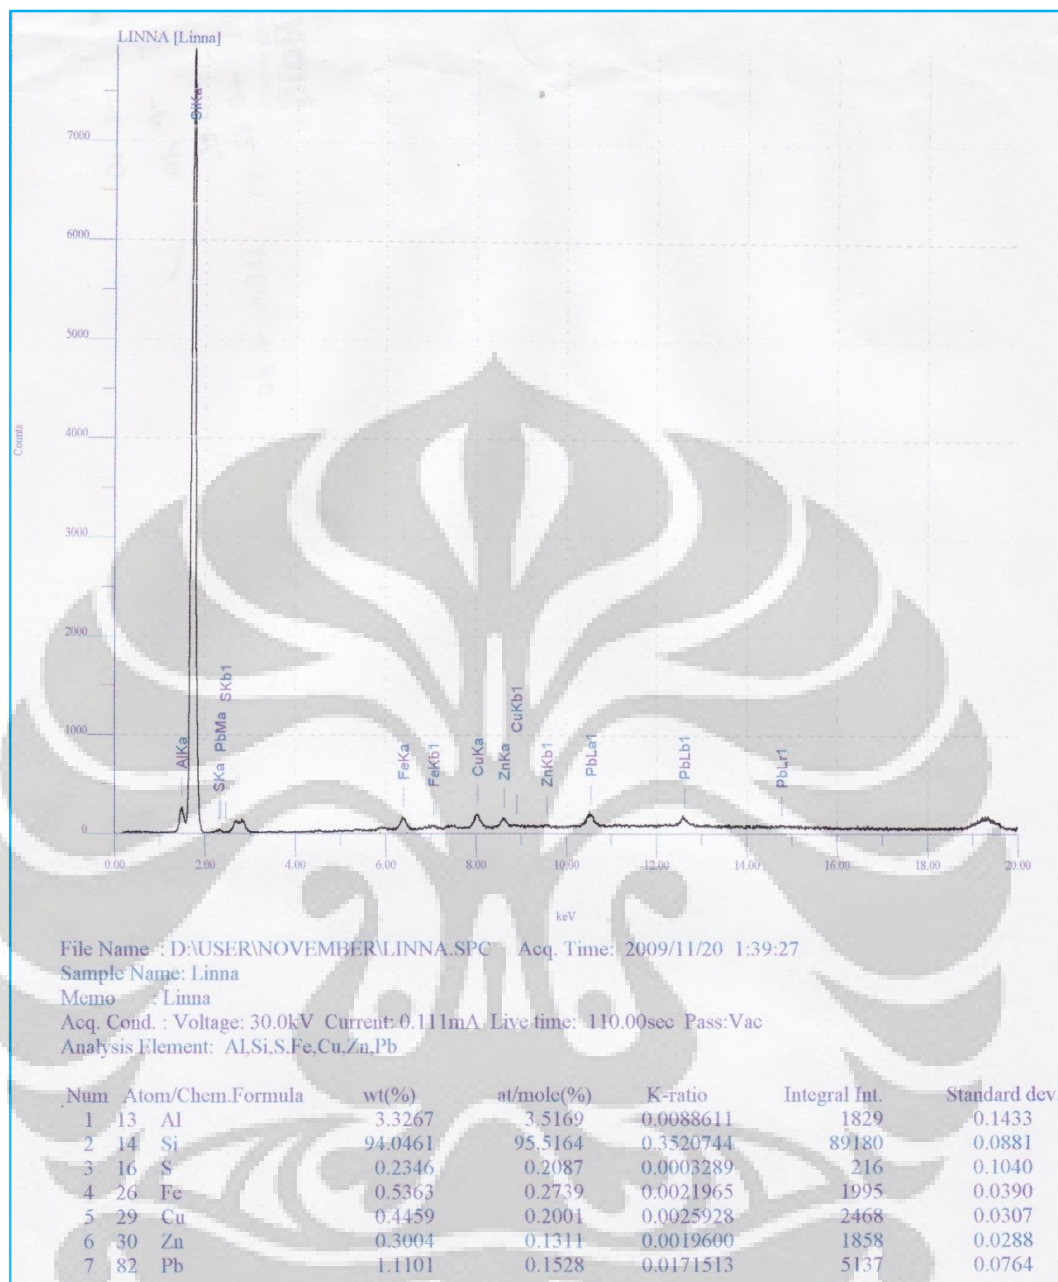 LINNA [Linna]
SiKa
7000
6000
5000
4000
3000
2000
1000
0
Counts
AlKa
SKa PbMa SKb1
FeKa
FeKb1
CuKa
ZnKa
CuKb1
ZnKb1
PbLa1
PbLb1
PbLr1
0.00 2.00 4.00 6.00 8.00 10.00 12.00 14.00 16.00 18.00 20.00
keV
File Name : D:\USER\NOVEMBER\LINNA.SPC Acq. Time: 2009/11/20 1:39:27
Sample Name: Linna
Memo : Linna
Acq. Cond. : Voltage: 30.0kV Current: 0.111mA Live time: 110.00sec Pass:Vac
Analysis Element: Al,Si,S,Fe,Cu,Zn,Pb
Num Atom/Chem.Formula wt(%) at/mole(%) K-ratio Integral Int. Standard dev.
1 13 Al 3.3267 3.5169 0.0088611 1829 0.1433
2 14 Si 94.0461 95.5164 0.3520744 89180 0.0881
3 16 S 0.2346 0.2087 0.0003289 216 0.1040
4 26 Fe 0.5363 0.2739 0.0021965 1995 0.0390
5 29 Cu 0.4459 0.2001 0.0025928 2468 0.0307
6 30 Zn 0.3004 0.1311 0.0019600 1858 0.0288
7 82 Pb 1.1101 0.1528 0.0171513 5137 0.0764